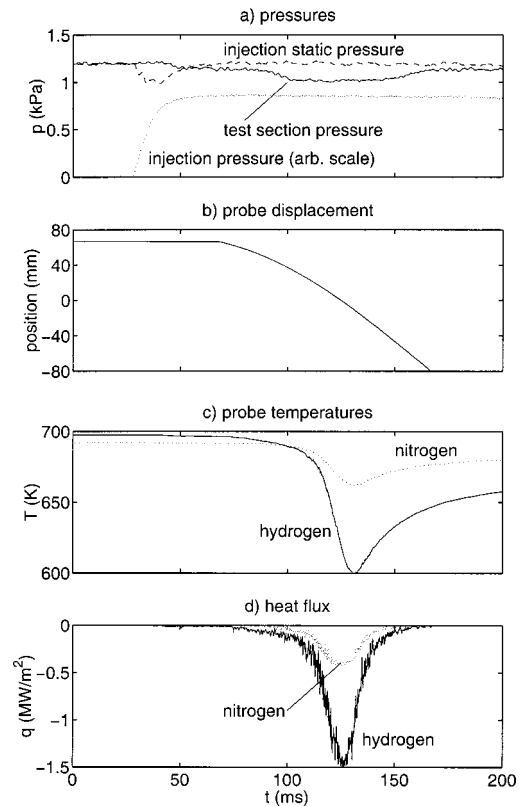 a) pressures
1.5
1
0.5
0
p (kPa)
injection static pressure
test section pressure
injection pressure (arb. scale)
b) probe displacement
80
40
0
−40
−80
position (mm)
c) probe temperatures
700
650
600
T (K)
nitrogen
hydrogen
d) heat flux
0
−0.5
−1
−1.5
q (MW/m²)
nitrogen
hydrogen
0 50 100 150 200
t (ms)